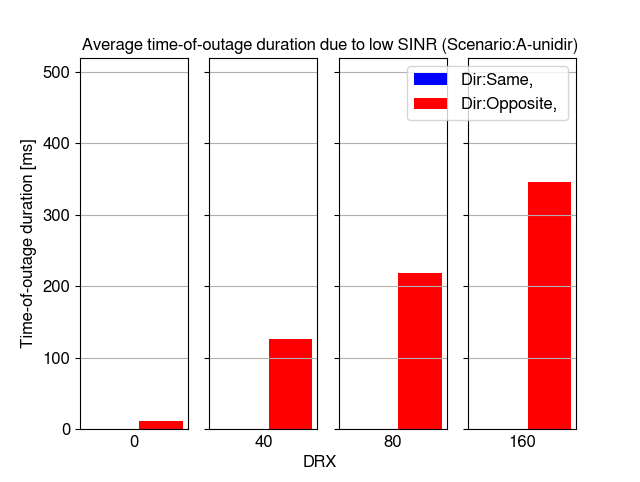 Average time-of-outage duration due to low SINR (Scenario:A-unidir)
Dir:Same,
Dir:Opposite,
Time-of-outage duration [ms]
500
400
300
200
100
0
0
40
80
160
DRX